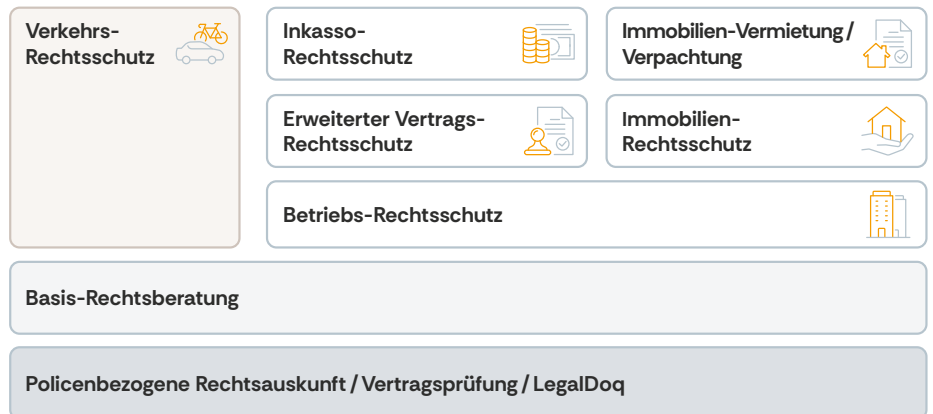 Verkehrs-
Rechtsschutz
Inkasso-
Rechtsschutz
Immobilien-Vermietung/
Verpachtung
Erweiterter Vertrags-
Rechtsschutz
Immobilien-
Rechtsschutz
Betriebs-Rechtsschutz
Basis-Rechtsberatung
Policenbezogene Rechtsauskunft / Vertragsprüfung / LegalDoq